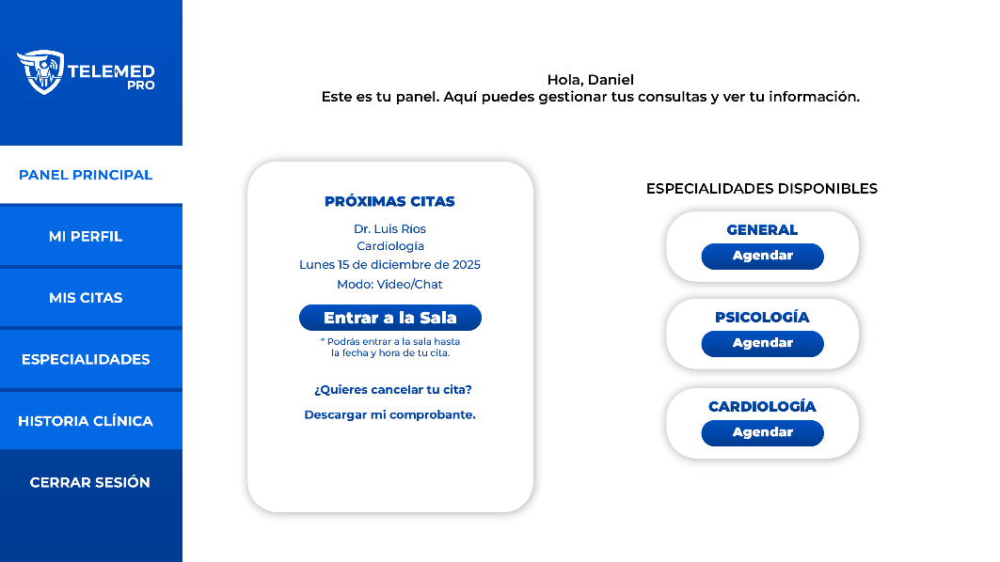 TELEMED
PRO
Hola, Daniel
Este es tu panel. Aquí puedes gestionar tus consultas y ver tu información.
PANEL PRINCIPAL
MI PERFIL
MIS CITAS
ESPECIALIDADES
HISTORIA CLÍNICA
CERRAR SESIÓN
PRÓXIMAS CITAS
Dr. Luis Ríos
Cardiología
Lunes 15 de diciembre de 2025
Modo: Video/Chat
Entrar a la Sala
* Podrás entrar a la sala hasta
la fecha y hora de tu cita.
¿Quieres cancelar tu cita?
Descargar mi comprobante.
ESPECIALIDADES DISPONIBLES
GENERAL
Agendar
PSICOLOGÍA
Agendar
CARDIOLOGÍA
Agendar